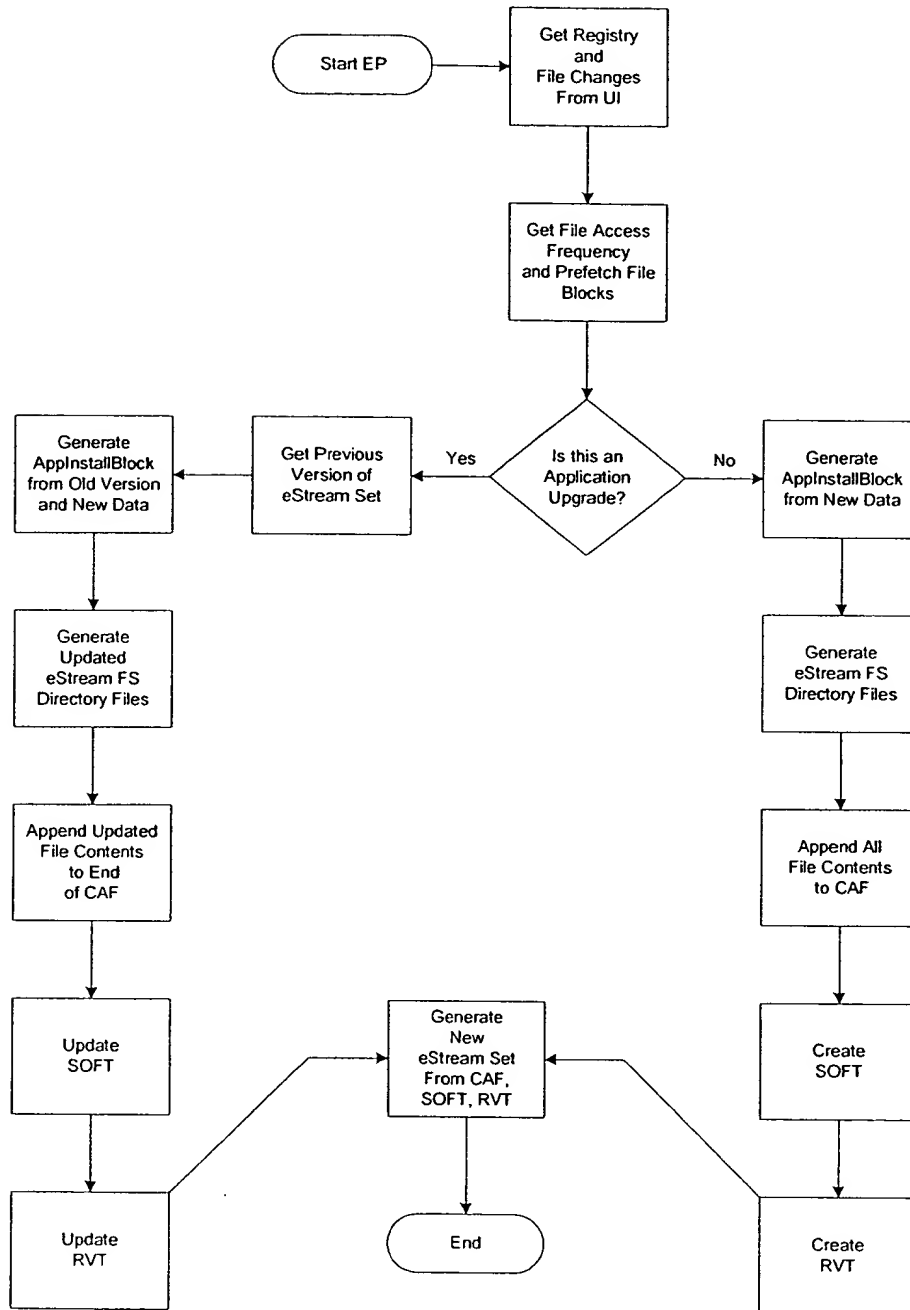 Start EP
Get Registry
and
File Changes
From UI
Get File Access
Frequency
and Prefetch File
Blocks
Is this an
Application
Upgrade?
Yes
No
Get Previous
Version of
eStream Set
Generate
AppInstallBlock
from Old Version
and New Data
Generate
Updated
eStream FS
Directory Files
Append Updated
File Contents
to End
of CAF
Update
SOFT
Update
RVT
Generate
AppInstallBlock
from New Data
Generate
eStream FS
Directory Files
Append All
File Contents
to CAF
Create
SOFT
Create
RVT
Generate
New
eStream Set
From CAF,
SOFT, RVT
End